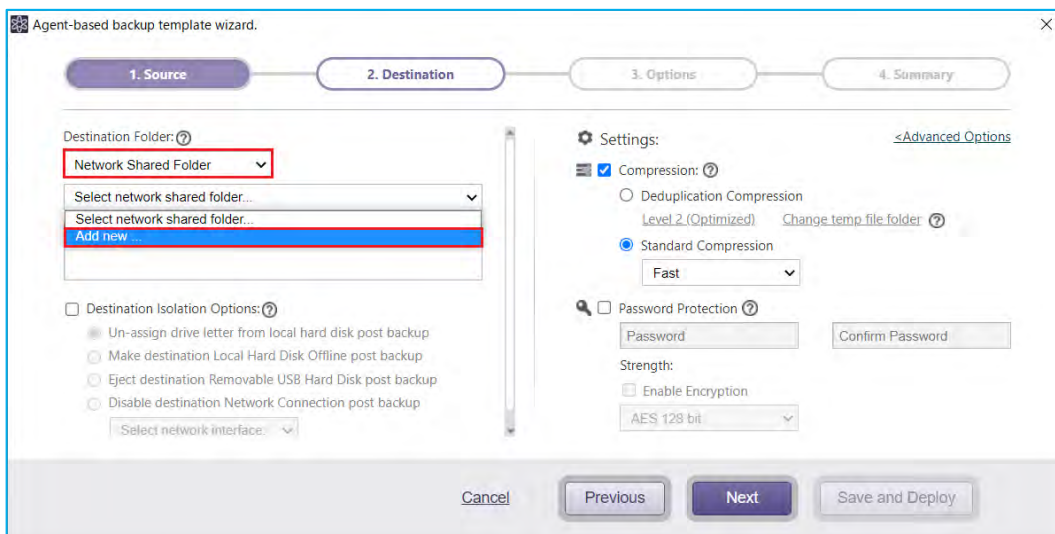 Agent-based backup template wizard.
1. Source
2. Destination
3. Options
4. Summary
Destination Folder:
Network Shared Folder
Select network shared folder...
Select network shared folder...
Add new ...
Destination Isolation Options:
Un-assign drive letter from local hard disk post backup
Make destination Local Hard Disk Offline post backup
Eject destination Removable USB Hard Disk post backup
Disable destination Network Connection post backup
Select network interface.
Settings:
<Advanced Options
Compression:
Deduplication Compression
Level 2 (Optimized)
Change temp file folder
Standard Compression
Fast
Password Protection
Password
Confirm Password
Strength:
Enable Encryption
AES 128 bit
Cancel
Previous
Next
Save and Deploy